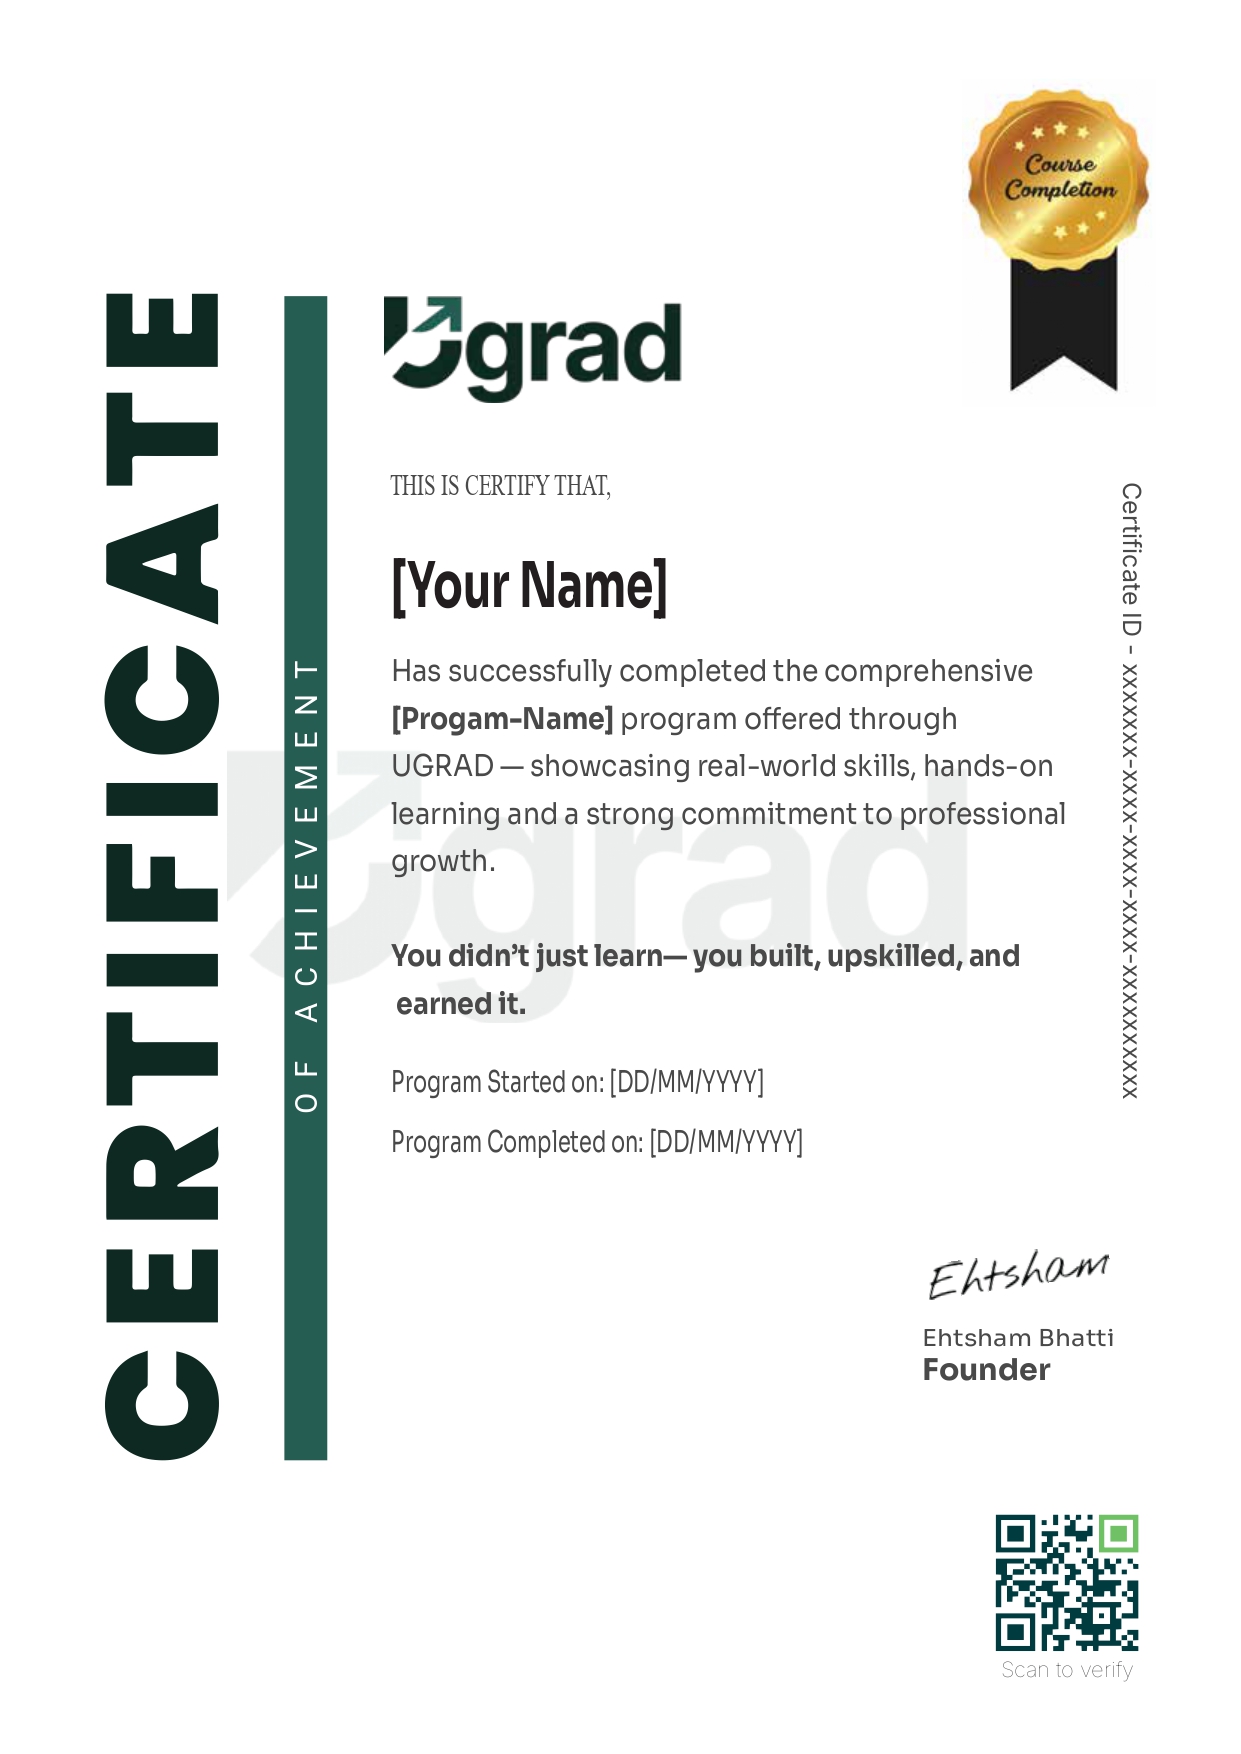 Course
Completion
CERTIFICATE
OF ACHIEVEMENT
Ugrad
THIS IS CERTIFY THAT,
[Your Name]
Has successfully completed the comprehensive
[Progam-Name] program offered through
UGRAD — showcasing real-world skills, hands-on
learning and a strong commitment to professional
growth.
You didn’t just learn— you built, upskilled, and
earned it.
Program Started on: [DD/MM/YYYY]
Program Completed on: [DD/MM/YYYY]
Certificate ID - xxxxxxxx-xxxx-xxxx-xxxx-xxxxxxxxxxxx
Ugrad
Ehtsham
Ehtsham Bhatti
Founder
Scan to verify